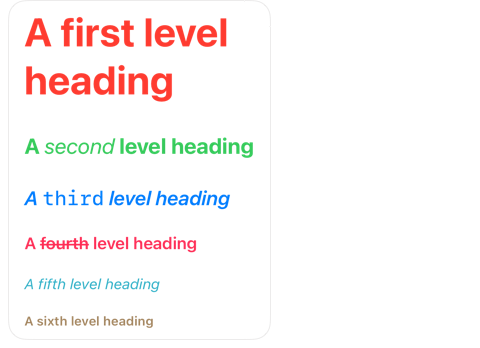 A first level
heading
A second level heading
A third level heading
A fourth level heading
A fifth level heading
A sixth level heading